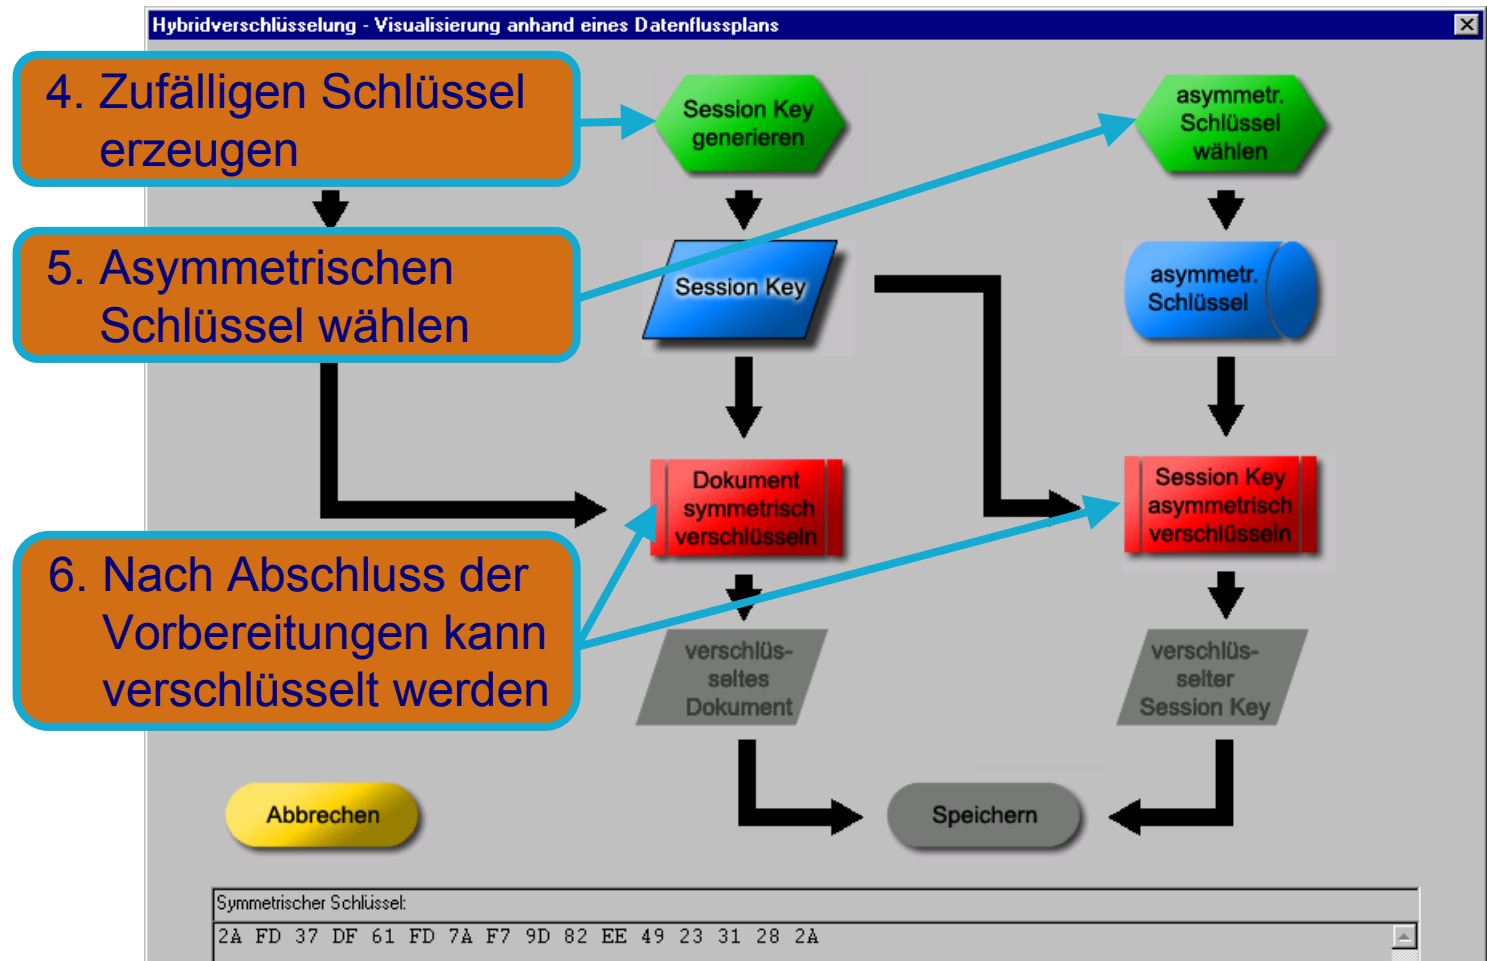 Hybridverschlüsselung - Visualisierung anhand eines Datenflussplans
4. Zufälligen Schlüssel
erzeugen
Session Key
generieren
asymmetr.
Schlüssel
wählen
5. Asymmetrischen
Schlüssel wählen
Session Key
asymmetr.
Schlüssel
Dokument
symmetrisch
verschlüsseln
Session Key
asymmetrisch
verschlüsseln
6. Nach Abschluss der
Vorbereitungen kann
verschlüsselt werden
verschlüs-
seltes
Dokument
verschlüs-
selter
Session Key
Abbrechen
Speichern
Symmetrischer Schlüssel:
2A FD 37 DF 61 FD 7A F7 9D 82 EE 49 23 31 28 2A